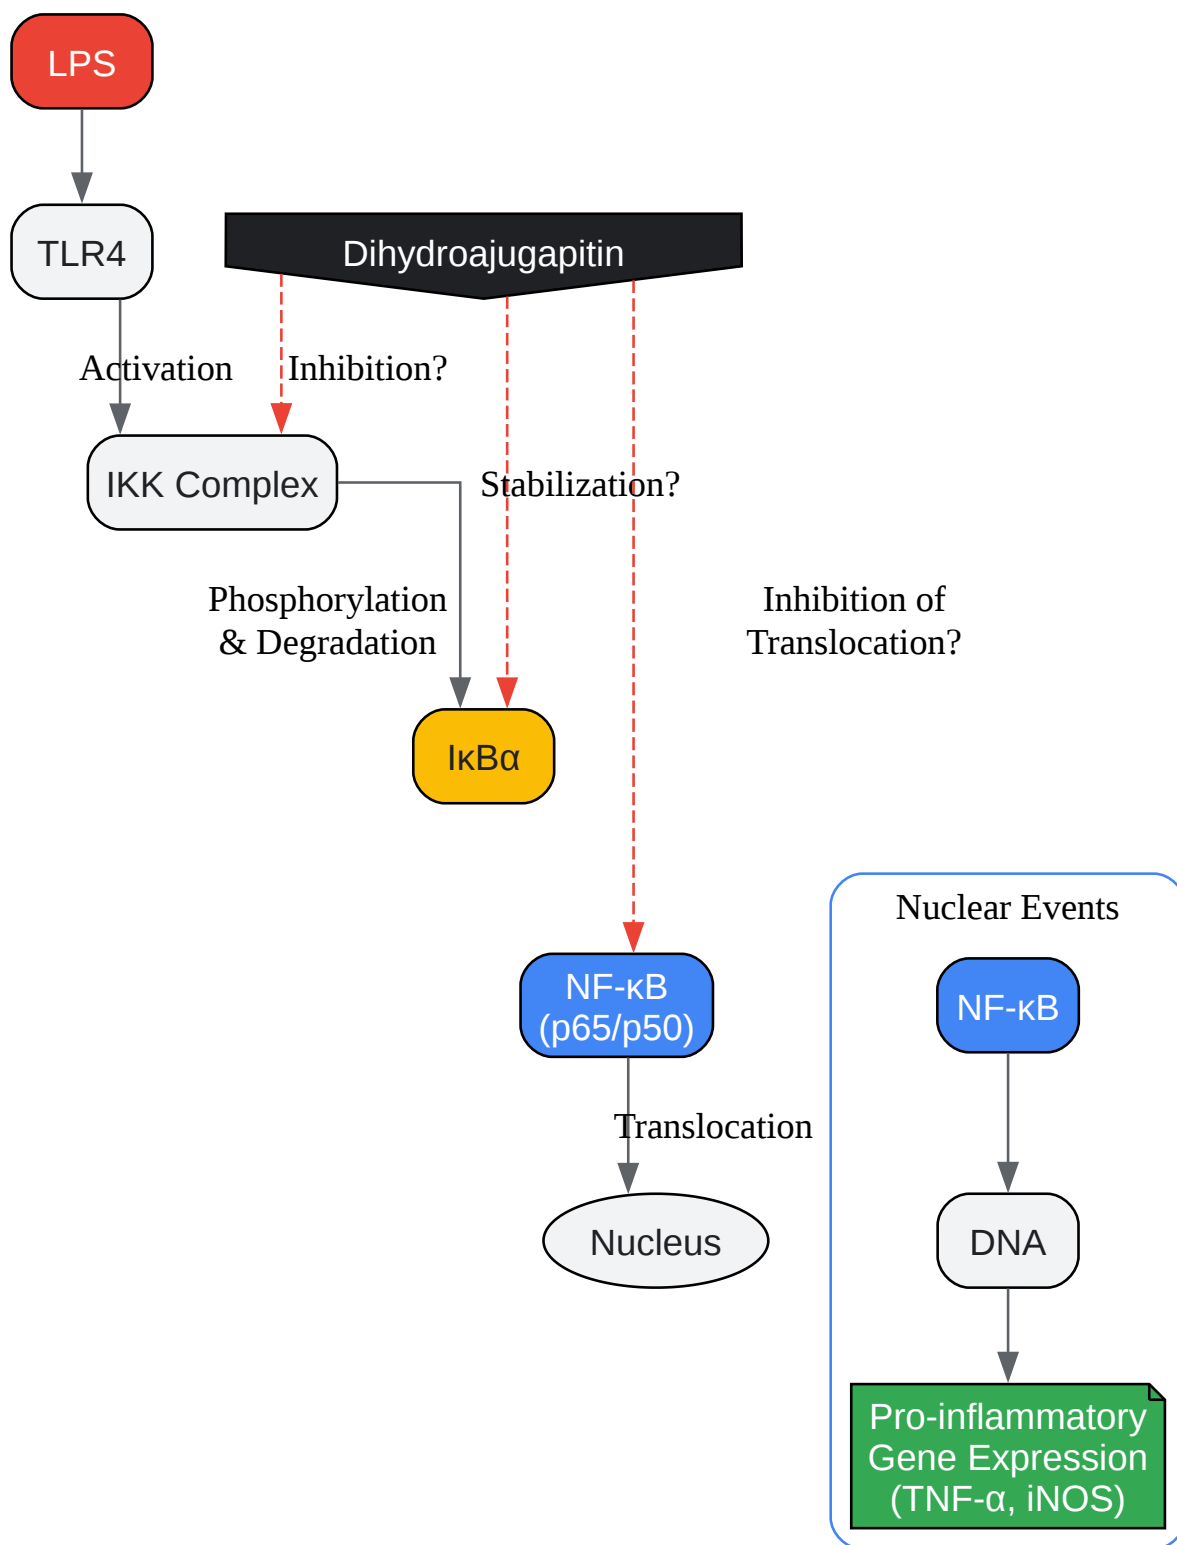 LPS
TLR4
Dihydroajugapitin
Activation
Inhibition?
IKK Complex
Stabilization?
Phosphorylation
& Degradation
Inhibition of
Translocation?
IκBα
Nuclear Events
NF-κB
(p65/p50)
NF-κB
Translocation
Nucleus
DNA
Pro-inflammatory
Gene Expression
(TNF-α, iNOS)